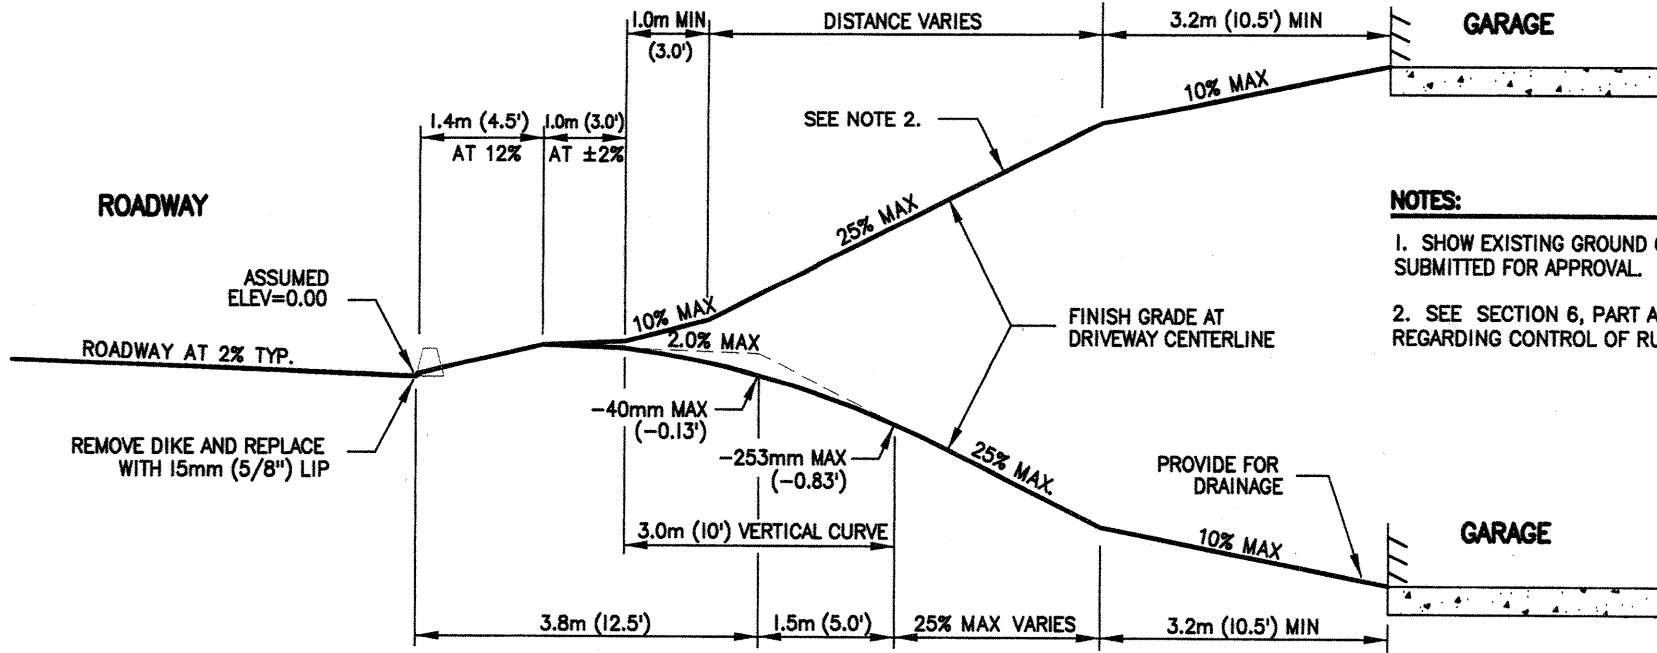 1.0m MIN
(3.0')
DISTANCE VARIES
3.2m (10.5') MIN
GARAGE
10% MAX
1.4m (4.5')
AT 12%
1.0m (3.0')
AT ±2%
SEE NOTE 2.
ROADWAY
25% MAX
NOTES:
1. SHOW EXISTING GROUND
SUBMITTED FOR APPROVAL.
2. SEE SECTION 6, PART A
REGARDING CONTROL OF RU
ASSUMED
ELEV=0.00
10% MAX
2.0% MAX
FINISH GRADE AT
DRIVEWAY CENTERLINE
ROADWAY AT 2% TYP.
-40mm MAX
(-0.13')
REMOVE DIKE AND REPLACE
WITH 15mm (5/8") LIP
-253mm MAX
(-0.83')
25% MAX.
PROVIDE FOR
DRAINAGE
3.0m (10') VERTICAL CURVE
10% MAX
GARAGE
3.8m (12.5')
1.5m (5.0')
25% MAX VARIES
3.2m (10.5') MIN